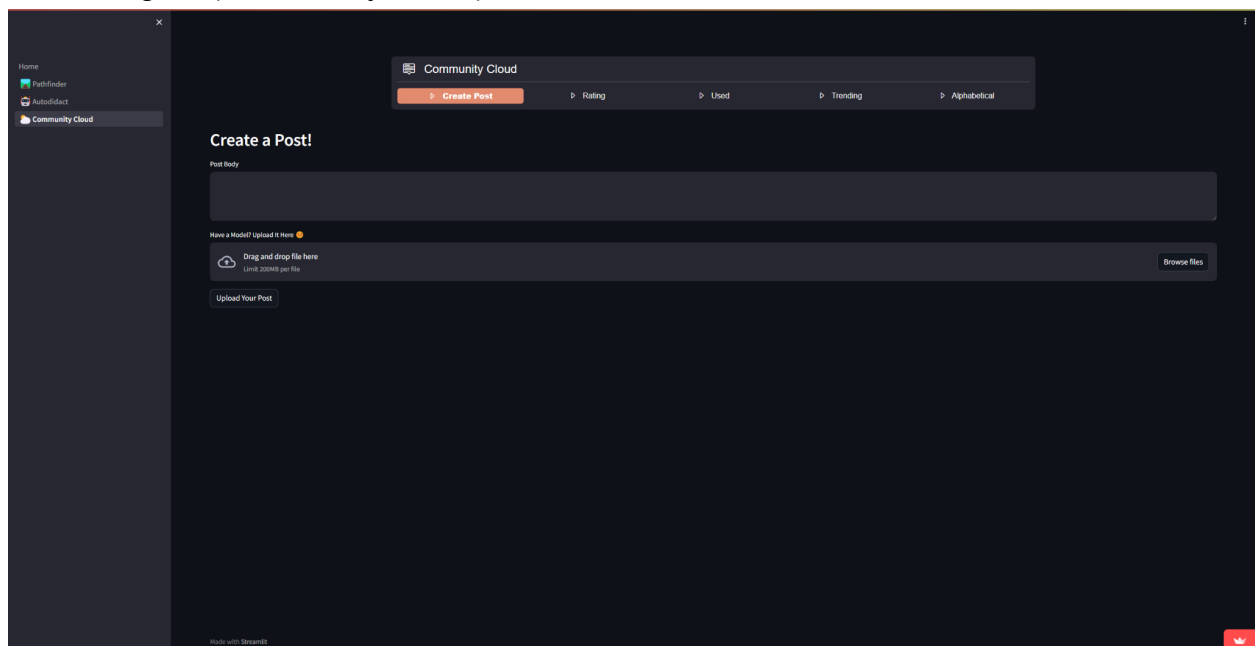 Home
Pathfinder
Autodidact
Community Cloud
Community Cloud
Create Post Rating Used Trending Alphabetical
Create a Post!
Post Body
Have a Model? Upload It Here
Drag and drop file here
Limit 200MB per file
Browse files
Upload Your Post
Made with Streamlit